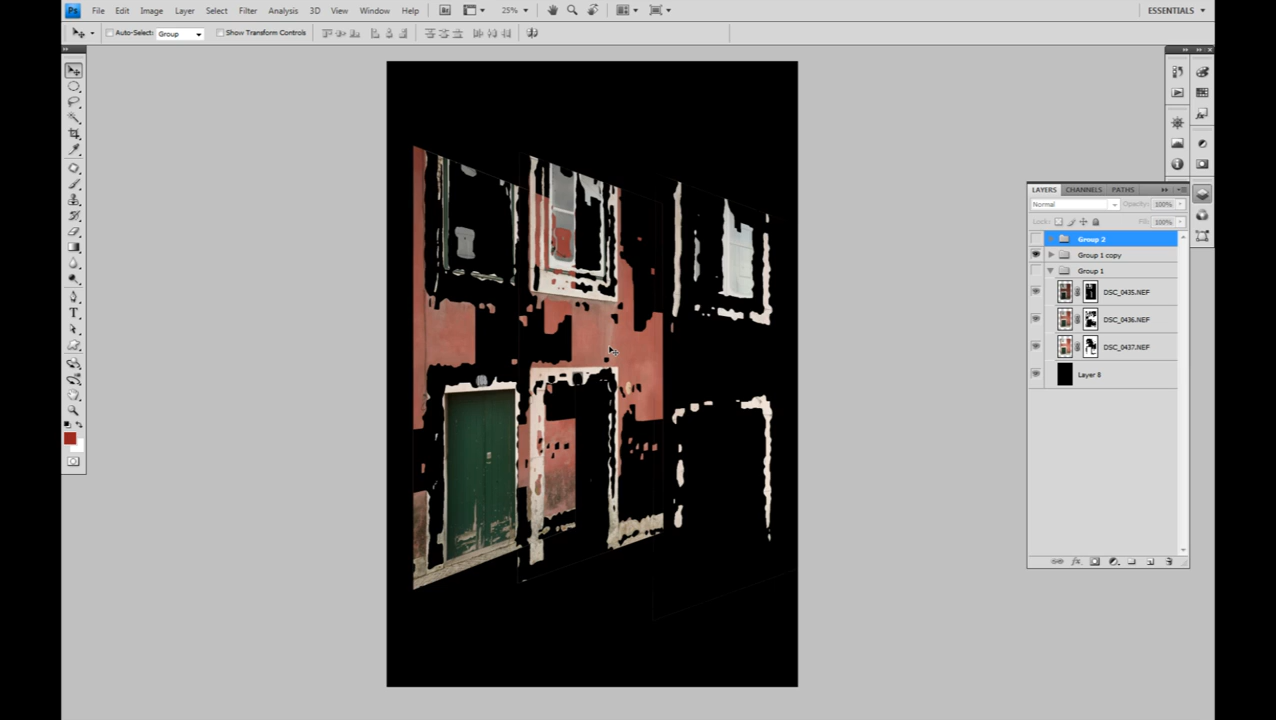 Ps File Edit Image Layer Select Filter Analysis 3D View Window Help Br 25% ESSENTIALS
Auto-Select: Group Show Transform Controls
LAYERS CHANNELS PATHS
Normal Opacity: 100%
Lock: Fill: 100%
Group 2
Group 1 copy
Group 1
DSC_0435.NEF
DSC_0436.NEF
DSC_0437.NEF
Layer 8